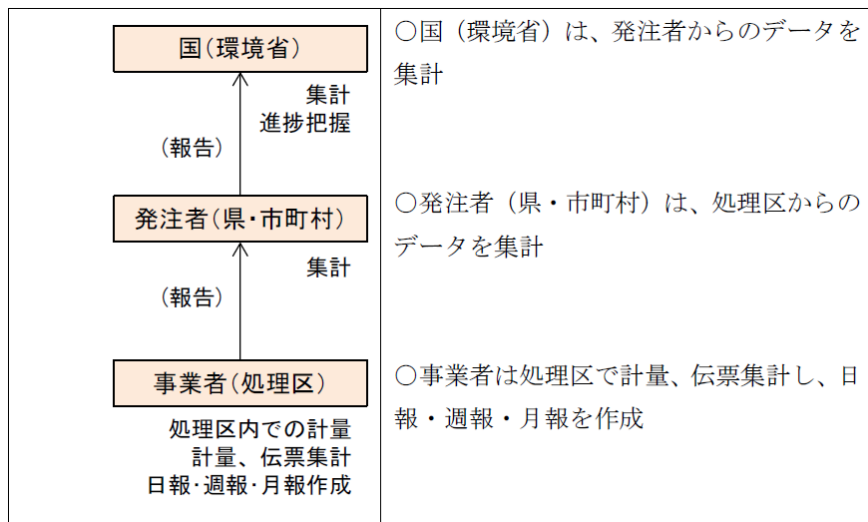 国（環境省）
集計
進捗把握
（報告）
発注者（県・市町村）
集計
（報告）
事業者（処理区）
処理区内での計量
計量、伝票集計
日報・週報・月報作成
○国（環境省）は、発注者からのデータを
集計
○発注者（県・市町村）は、処理区からの
データを集計
○事業者は処理区で計量、伝票集計し、日
報・週報・月報を作成